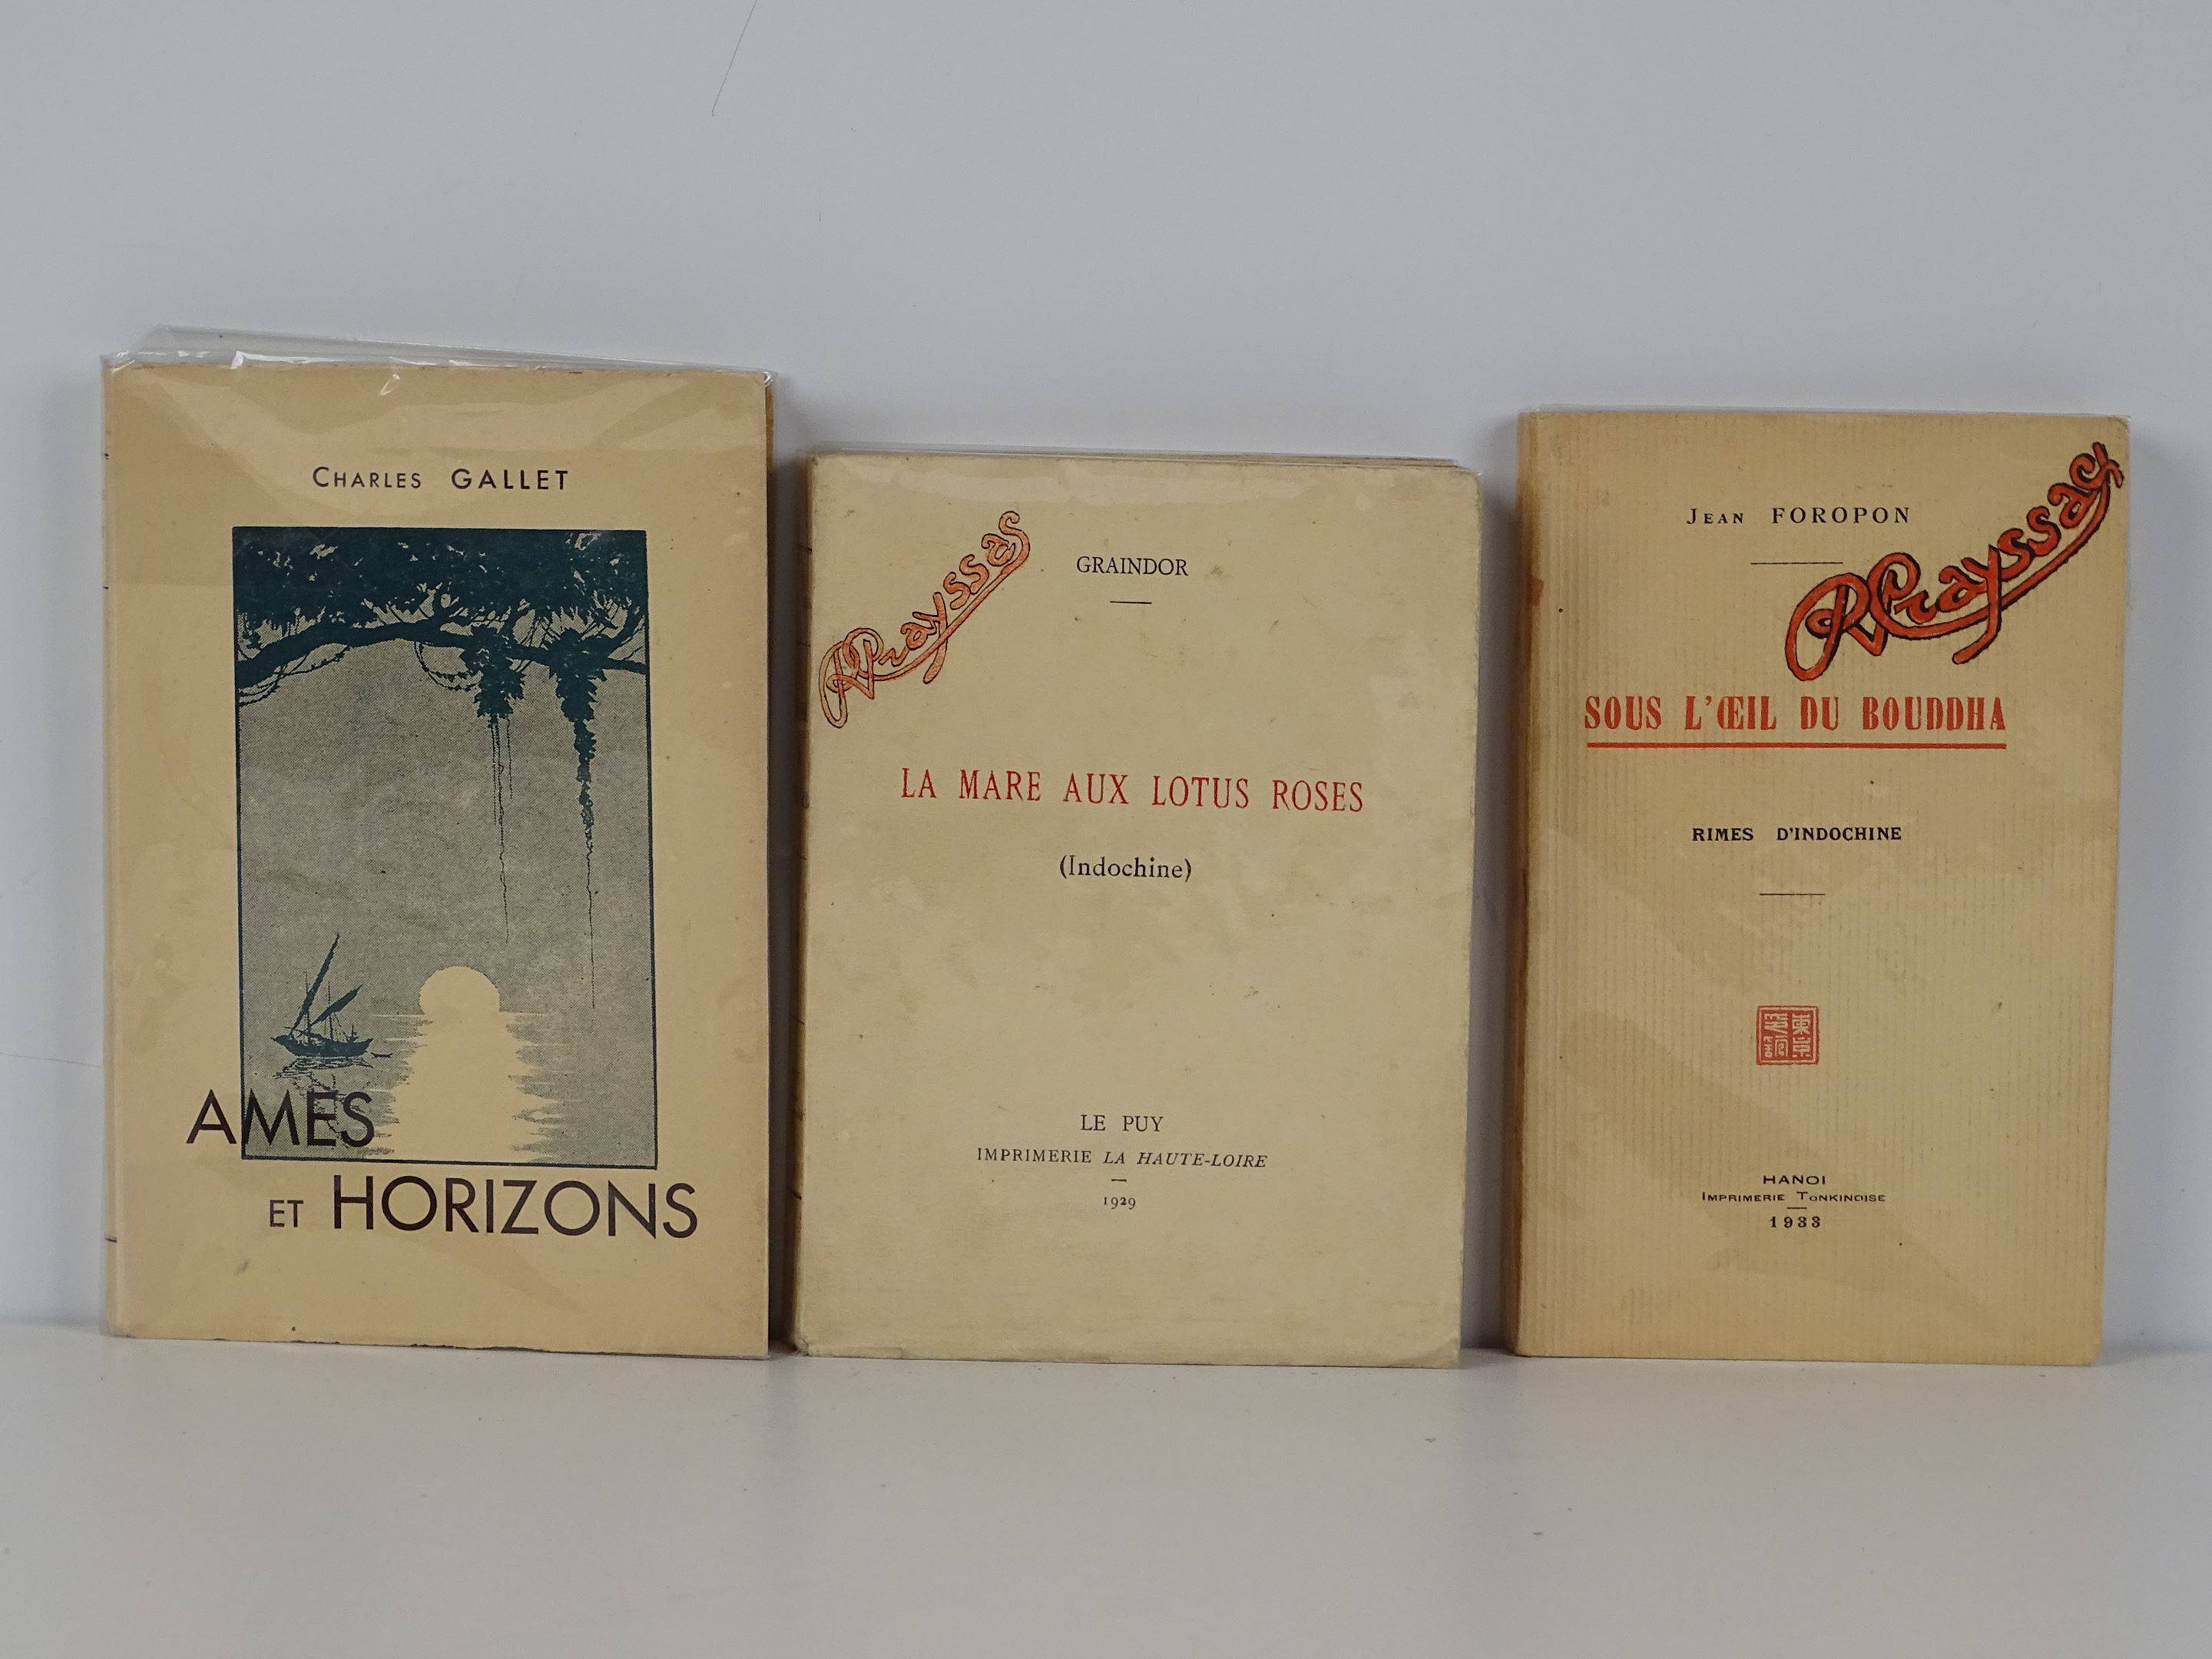 CHARLES GALLET
AMES
ET HORIZONS
GRAINDOR
LA MARE AUX LOTUS ROSES
(Indochine)
LE PUY
IMPRIMERIE LA HAUTE-LOIRE
1929
JEAN FOROPON
SOUS L'ŒIL DU BOUDDHA
RIMES D'INDOCHINE
HANOI
IMPRIMERIE TONKINOISE
1933